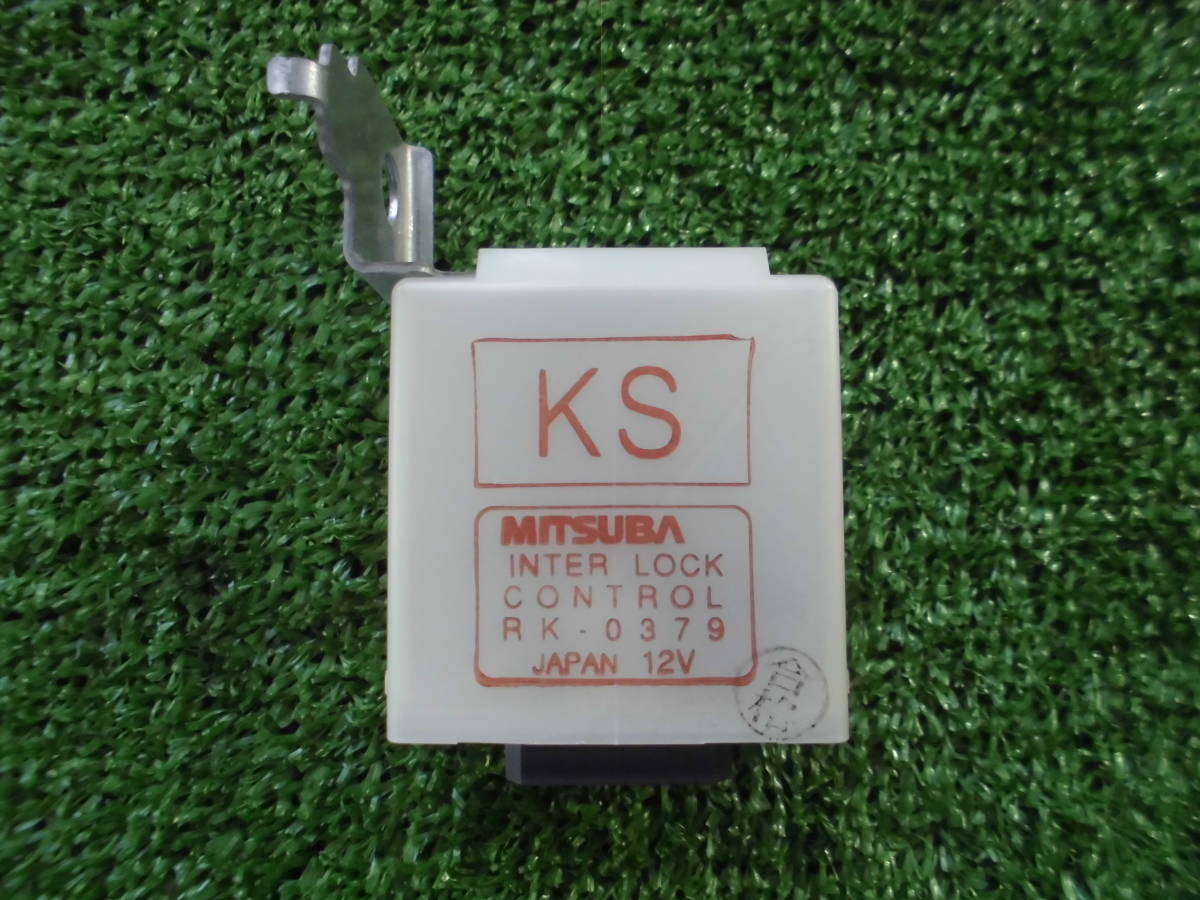 KS
MITSUBA
INTER LOCK
CONTROL
RK-0379
JAPAN 12V